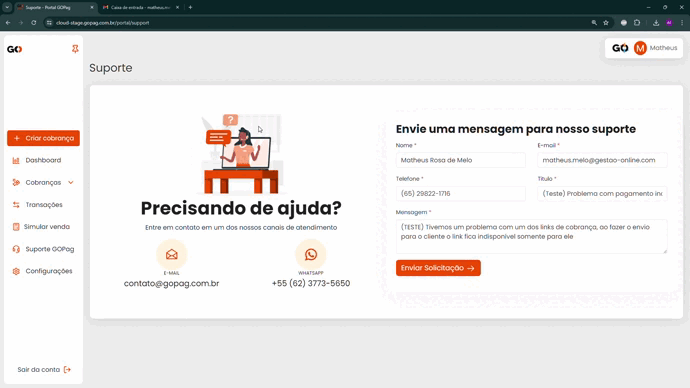 Suporte - Portal GOPag
Caixa de entrada - matheus.m
cloud-stage.gopag.com.br/portal/support
GO
GO
M
Matheus
Suporte
Criar cobrança
Dashboard
Cobranças
Transações
Simular venda
Suporte GOPag
Configurações
Sair da conta
?
Precisando de ajuda?
Entre em contato em um dos nossos canais de atendimento
E-MAIL
contato@gopag.com.br
WHATSAPP
+55 (62) 3773-5650
Envie uma mensagem para nosso suporte
Nome *
Matheus Rosa de Melo
E-mail *
matheus.melo@gestao-online.com
Telefone *
(65) 29822-1716
Titulo *
(Teste) Problema com pagamento inc
Mensagem *
(TESTE) Tivemos um problema com um dos links de cobrança, ao fazer o envio
para o cliente o link fica indisponível somente para ele
Enviar Solicitação